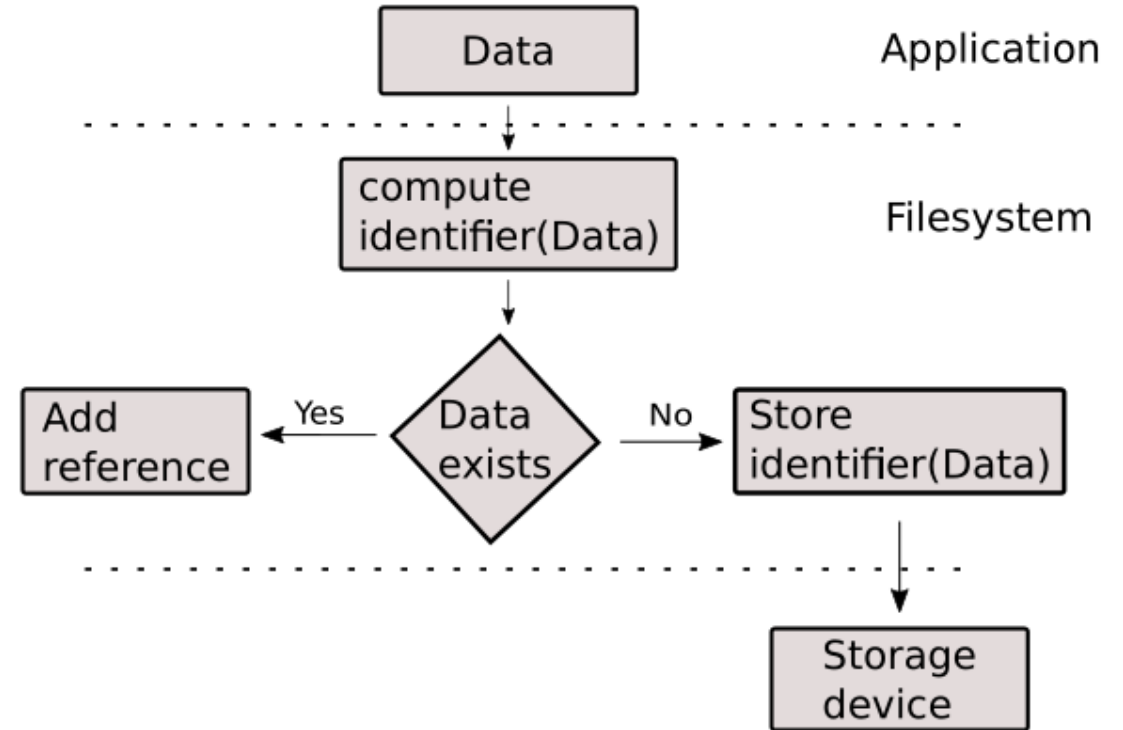 Data
Application
compute
identifier(Data)
Filesystem
Add
reference
Yes
Data
exists
No
Store
identifier(Data)
Storage
device